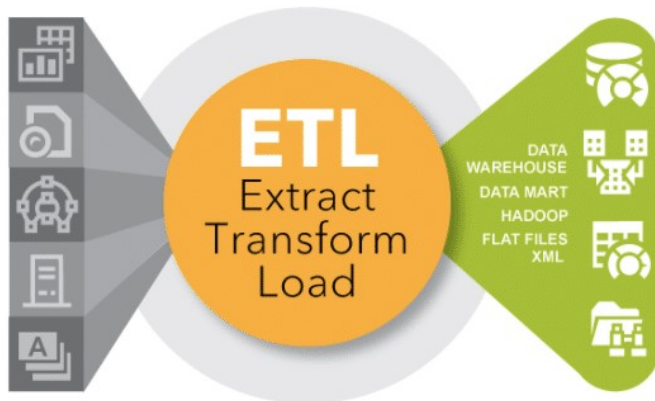 ETL
Extract
Transform
Load
DATA
WAREHOUSE
DATA MART
HADOOP
FLAT FILES
XML
A